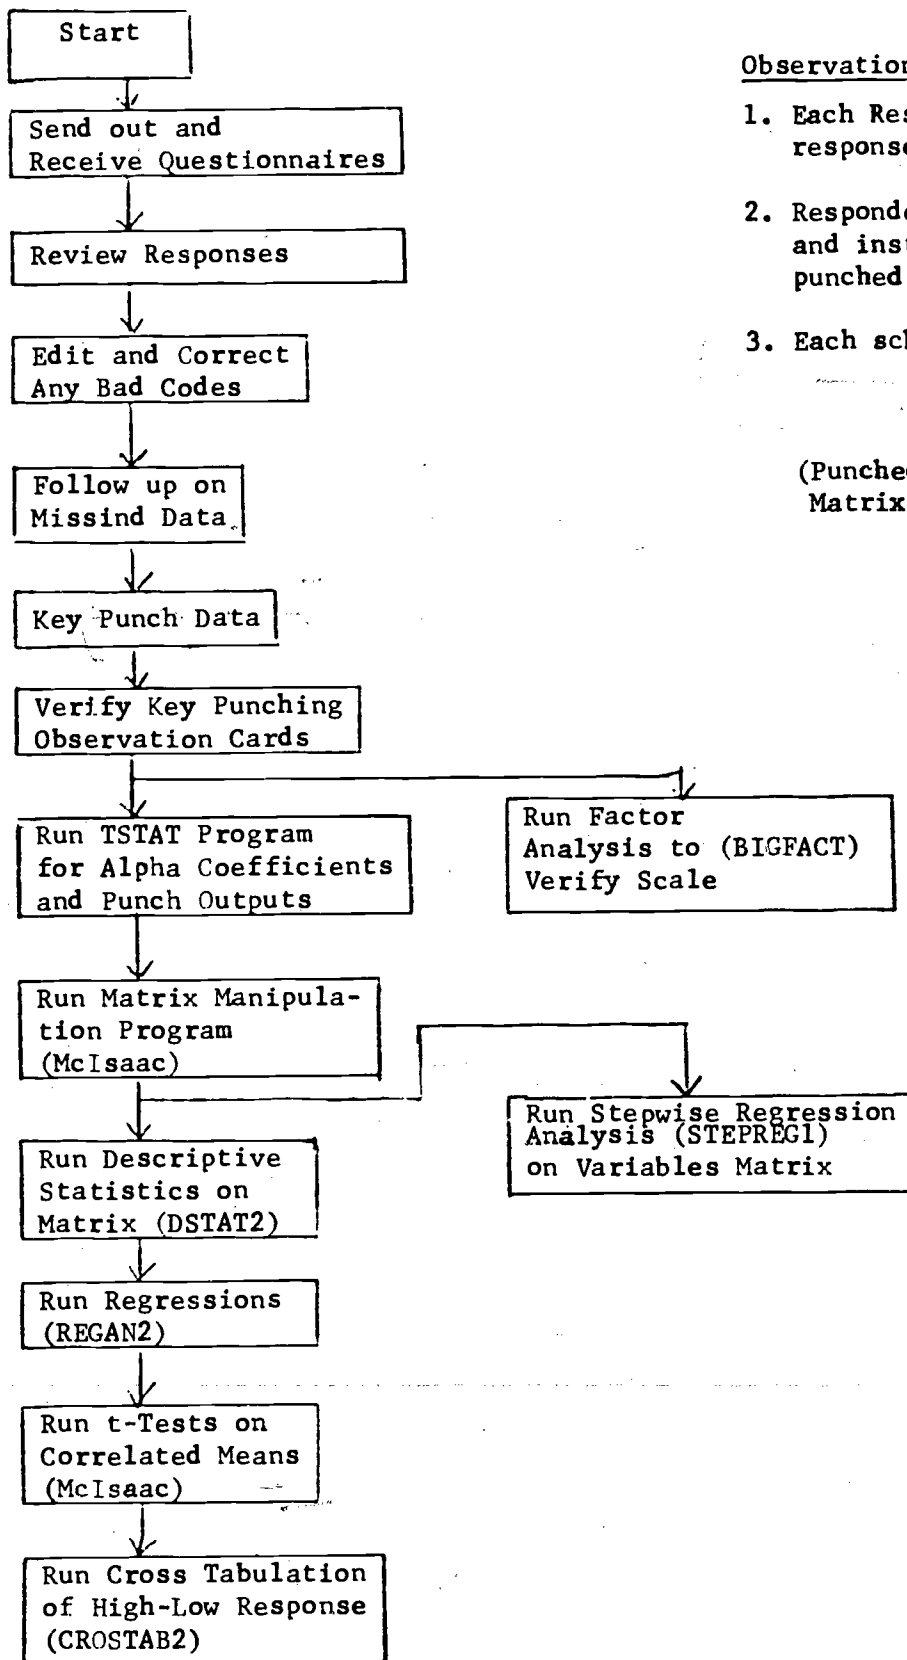 Start
Send out and
Receive Questionnaires
Review Responses
Edit and Correct
Any Bad Codes
Follow up on
Missind Data
Key Punch Data
Verify Key Punching
Observation Cards
Run TSTAT Program
for Alpha Coefficients
and Punch Outputs
Run Factor
Analysis to (BIGFACT)
Verify Scale
Run Matrix Manipula-
tion Program
(McIsaac)
Run Stepwise Regression
Analysis (STEPREG1)
on Variables Matrix
Run Descriptive
Statistics on
Matrix (DSTAT2)
Run Regressions
(REGAN2)
Run t-Tests on
Correlated Means
(McIsaac)
Run Cross Tabulation
of High-Low Response
(CROSTAB2)
Observation
1. Each Res
response
2. Responde
and inst
punched
3. Each sch
(Punche
Matrix